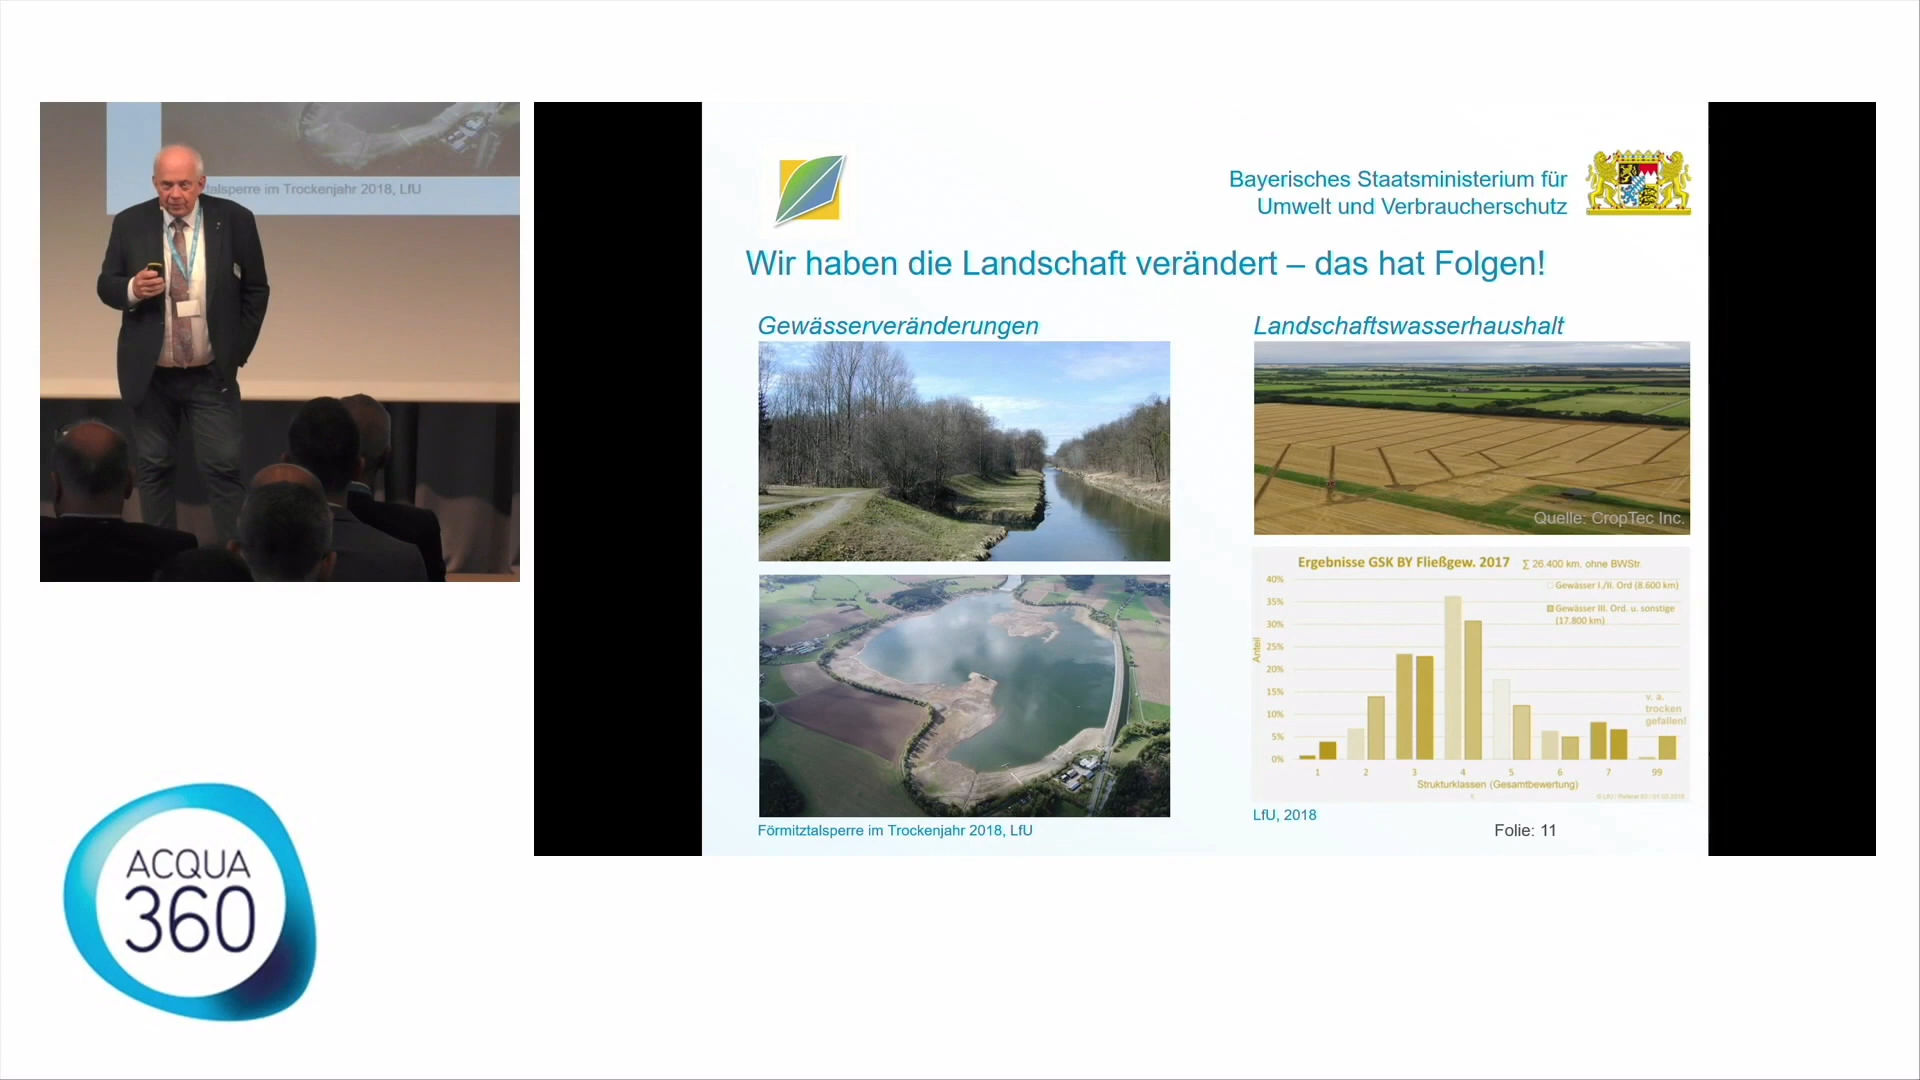 talsperre im Trockenjahr 2018, LfU
Bayerisches Staatsministerium für
Umwelt und Verbraucherschutz
Wir haben die Landschaft verändert – das hat Folgen!
Gewässerveränderungen
Förmitztalsperre im Trockenjahr 2018, LfU
Landschaftswasserhaushalt
Quelle: CropTec Inc.
Ergebnisse GSK BY Fließgew. 2017
∑ 26.400 km. ohne BWStr.
Gewässer I./II. Ord (8.600 km)
Gewässer III. Ord. u. sonstige
(17.800 km)
Anteil
40%
35%
30%
25%
20%
15%
10%
5%
0%
v. a.
trocken
gefallen!
1 2 3 4 5 6 7 99
Strukturklassen (Gesamtbewertung)
LfU, 2018
Folie: 11
ACQUA
360